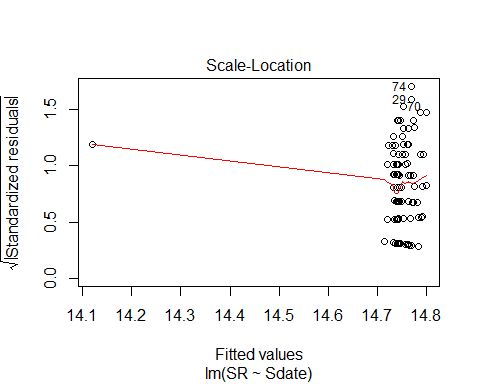 Scale-Location
√|Standardized residuals|
0.0 0.5 1.0 1.5
74
29
70
14.1 14.2 14.3 14.4 14.5 14.6 14.7 14.8
Fitted values
lm(SR ~ Sdate)